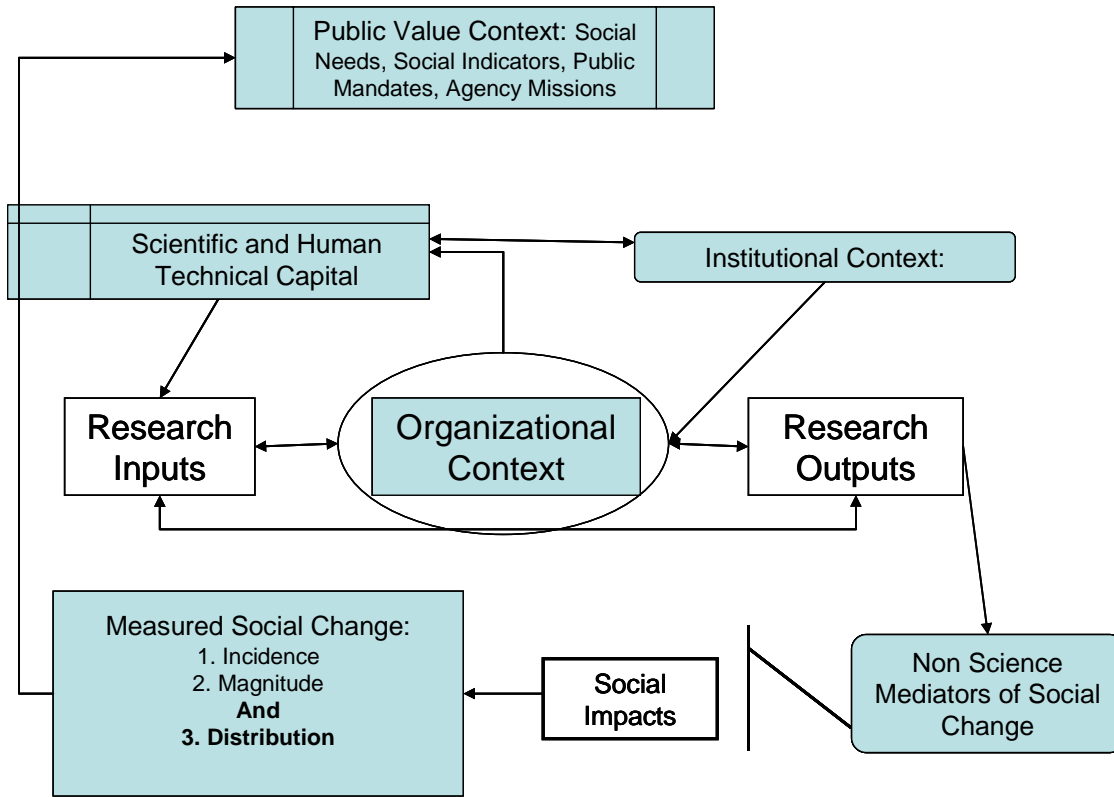 Public Value Context: Social
Needs, Social Indicators, Public
Mandates, Agency Missions
Scientific and Human
Technical Capital
Institutional Context:
Research
Inputs
Organizational
Context
Research
Outputs
Measured Social Change:
1. Incidence
2. Magnitude
And
3. Distribution
Social
Impacts
Non Science
Mediators of Social
Change